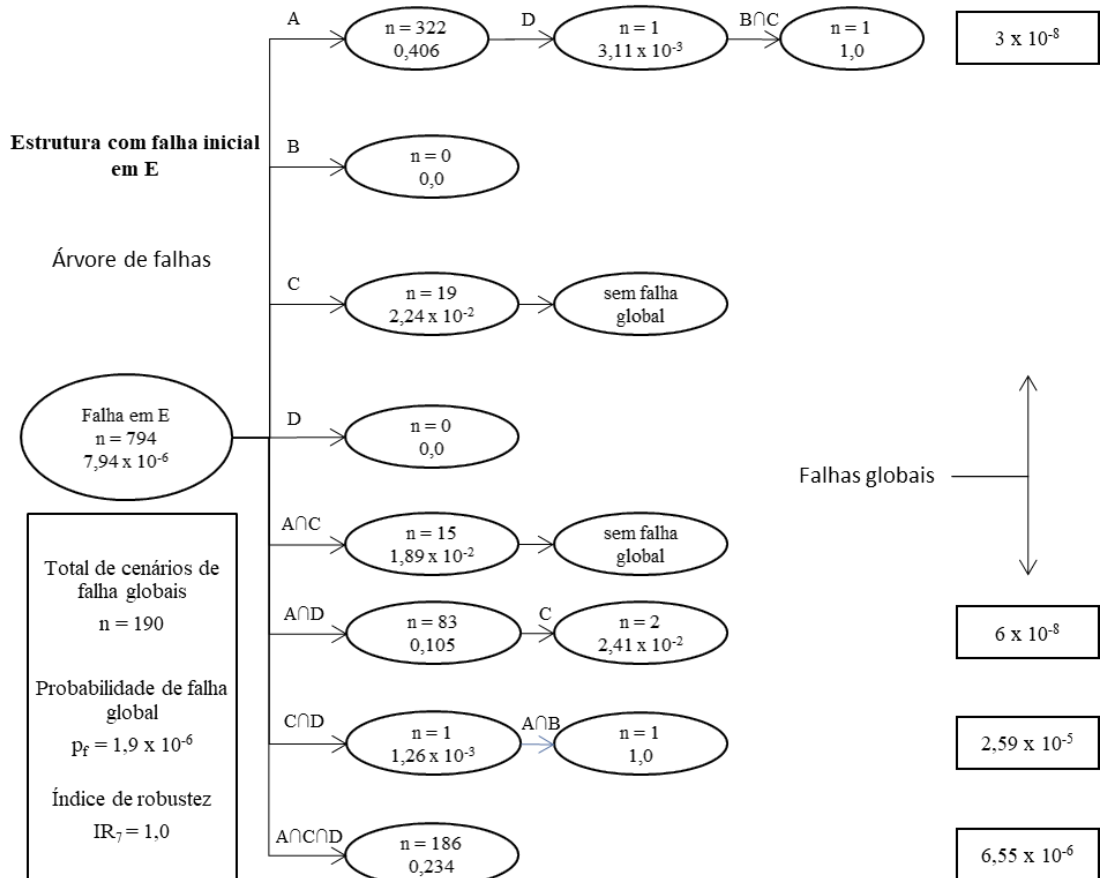 A
n = 322
0,406
D
n = 1
3,11 x 10⁻³
B∩C
n = 1
1,0
3 x 10⁻⁸
Estrutura com falha inicial
em E
B
n = 0
0,0
Árvore de falhas
C
n = 19
2,24 x 10⁻²
sem falha
global
Falha em E
n = 794
7,94 x 10⁻⁶
D
n = 0
0,0
Falhas globais
A∩C
n = 15
1,89 x 10⁻²
sem falha
global
A∩D
n = 83
0,105
C
n = 2
2,41 x 10⁻²
6 x 10⁻⁸
C∩D
n = 1
1,26 x 10⁻³
A∩B
n = 1
1,0
2,59 x 10⁻⁵
A∩C∩D
n = 186
0,234
6,55 x 10⁻⁶
Total de cenários de
falha globais
n = 190
Probabilidade de falha
global
p_f = 1,9 x 10⁻⁶
Índice de robustez
IR₇ = 1,0